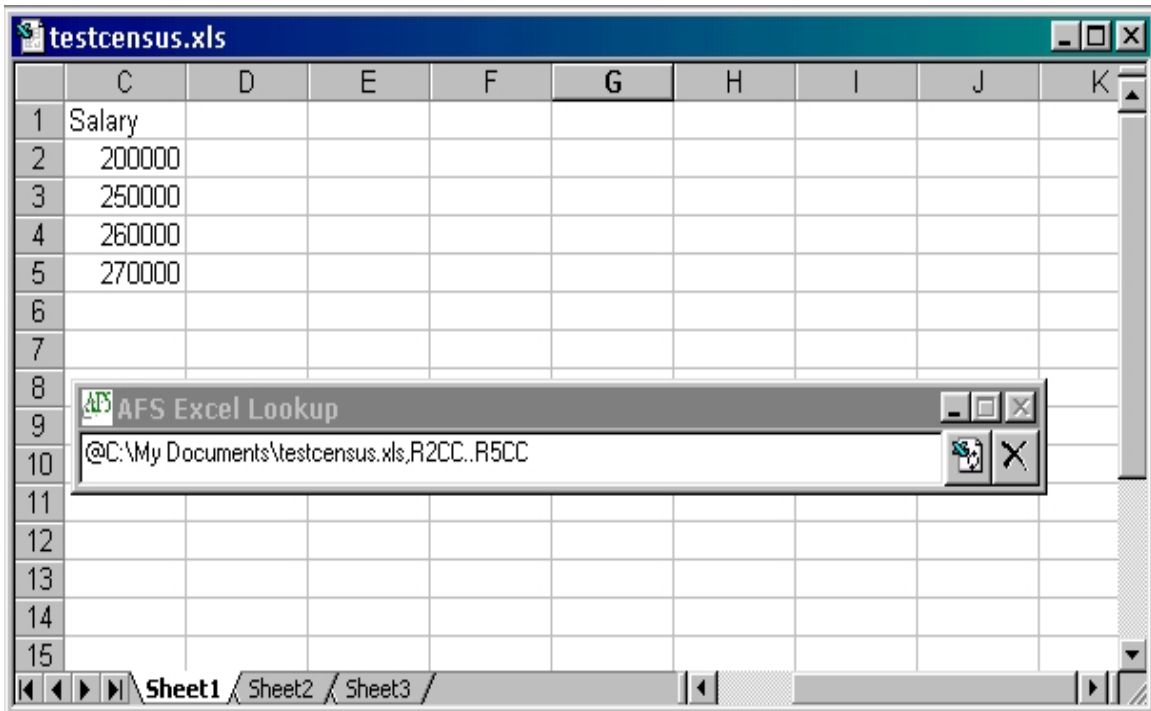 testcensus.xls
C D E F G H I J K
1 Salary
2 200000
3 250000
4 260000
5 270000
6
7
8
AFS AFS Excel Lookup
9
@C:\My Documents\testcensus.xls,R2CC..R5CC
10
11
12
13
14
15
Sheet1 Sheet2 Sheet3